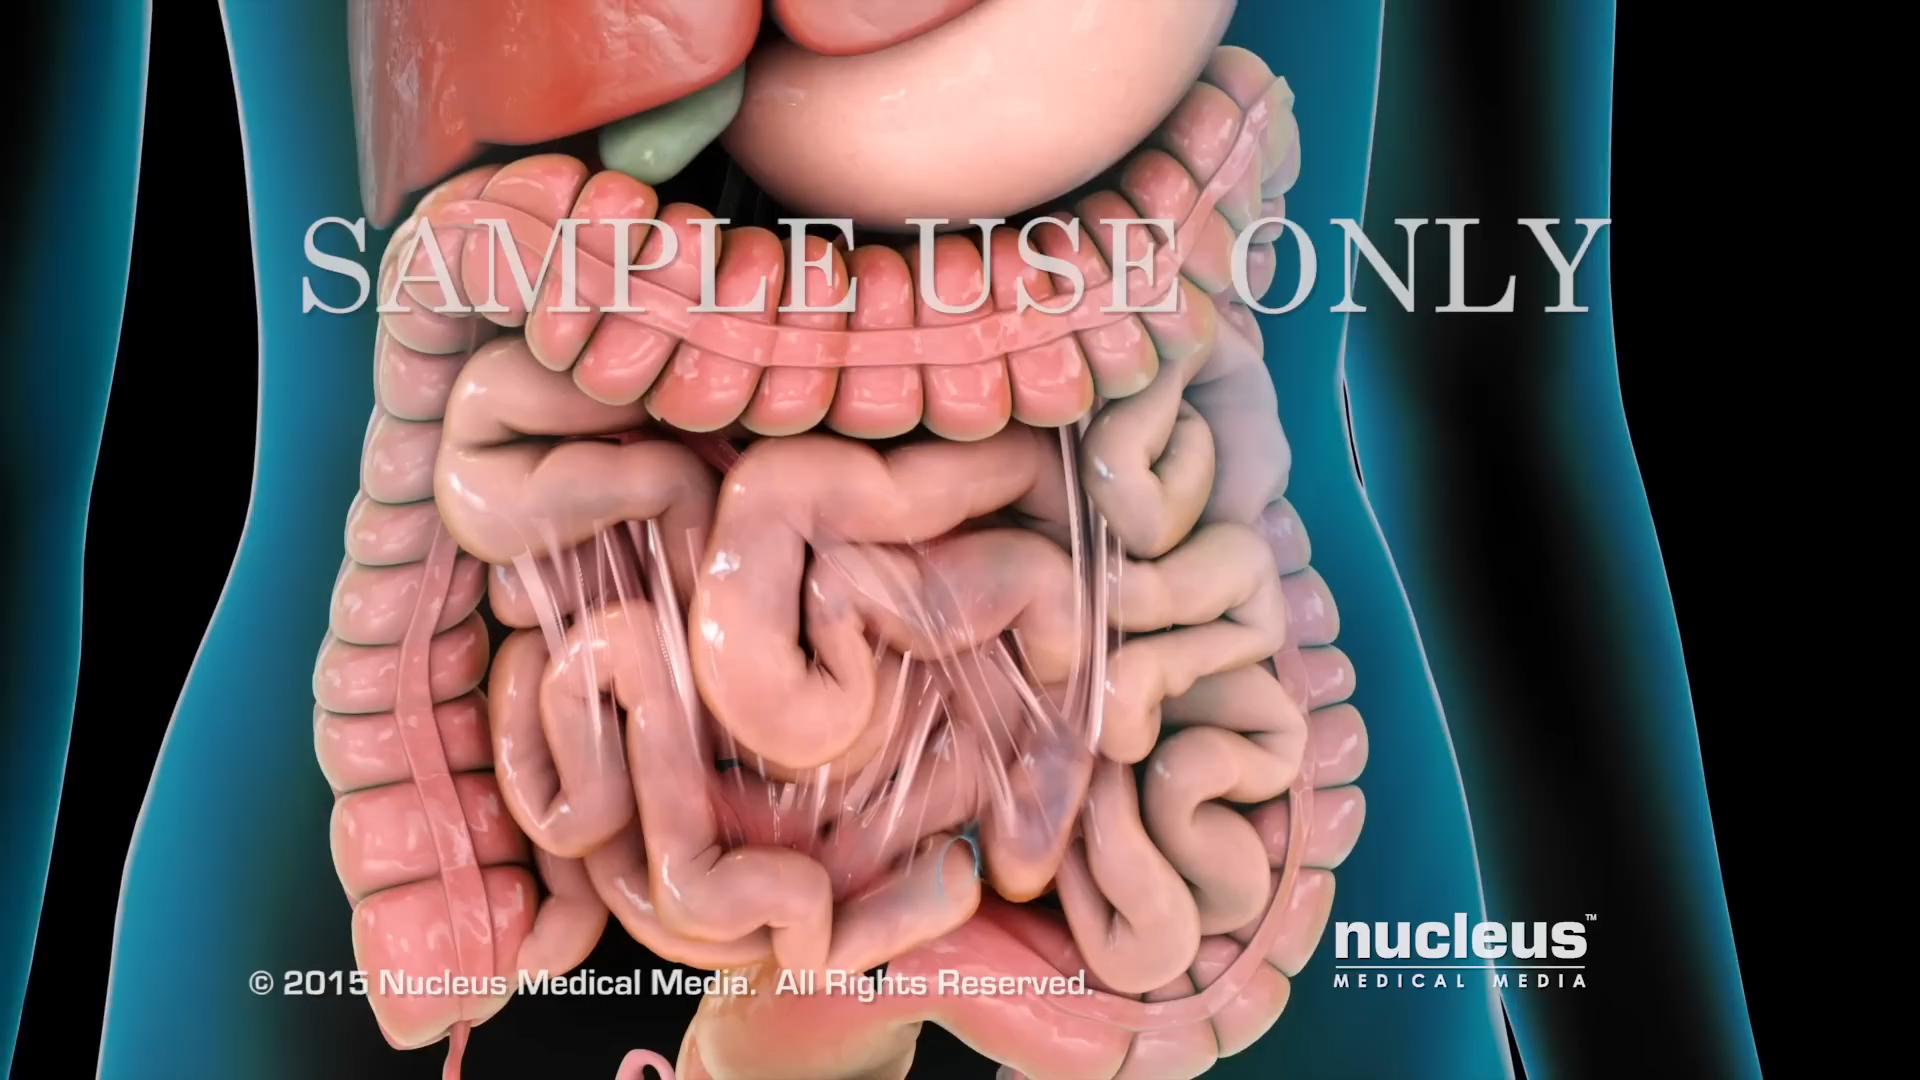 SAMPLE USE ONLY
nucleus™
MEDICAL MEDIA
© 2015 Nucleus Medical Media. All Rights Reserved.